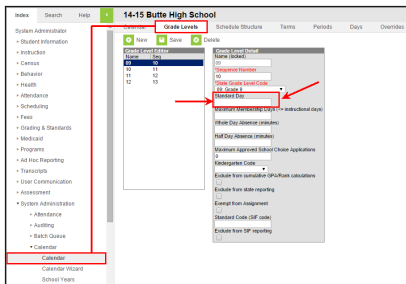 Index Search Help
System Administrator
Student Information
Instruction
Census
Behavior
Health
Attendance
Scheduling
Fees
Grading & Standards
Medicaid
Programs
Ad Hoc Reporting
Transcripts
User Communication
Assessment
System Administration
Attendance
Auditing
Batch Queue
Calendar
Calendar
Calendar Wizard
School Years
14-15 Butte High School
Calendar Grade Levels Schedule Structure Terms Periods Days Overrides
New Save Delete
Grade Level Editor
Name Seq
09 10
10 11
11 12
12 13
Grade Level Detail
Name (locked)
09
*Sequence Number
10
*State Grade Level Code
09: Grade 9
Standard Day
Maximum Membership Days (<= instructional days)
Whole Day Absence (minutes)
Half Day Absence (minutes)
Maximum Approved School Choice Applications
0
Kindergarten Code
Exclude from cumulative GPA/Rank calculations
Exclude from state reporting
Exempt from Assignment
Standard Code (SIF code)
Exclude from SIF reporting